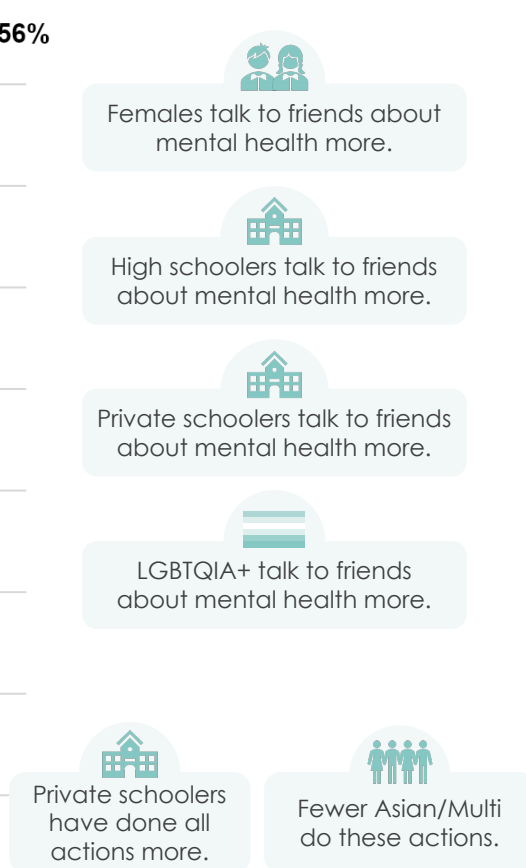 56%
Females talk to friends about
mental health more.
High schoolers talk to friends
about mental health more.
Private schoolers talk to friends
about mental health more.
LGBTQIA+ talk to friends
about mental health more.
Private schoolers
have done all
actions more.
Fewer Asian/Multi
do these actions.